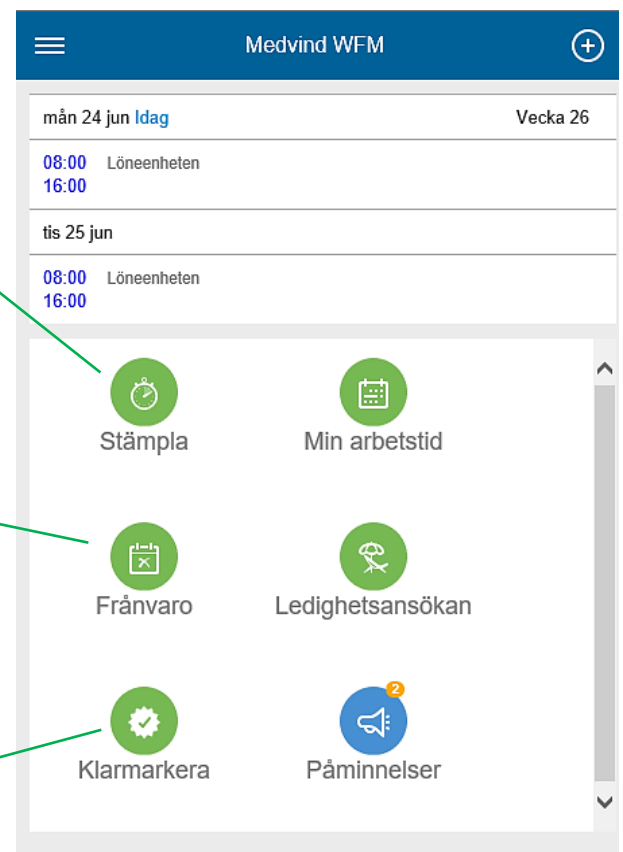 Medvind WFM
mån 24 jun Idag Vecka 26
08:00 Löneenheten
16:00
tis 25 jun
08:00 Löneenheten
16:00
Stämpla Min arbetstid
Frånvaro Ledighetsansökan
2
Klarmarkera Påminnelser